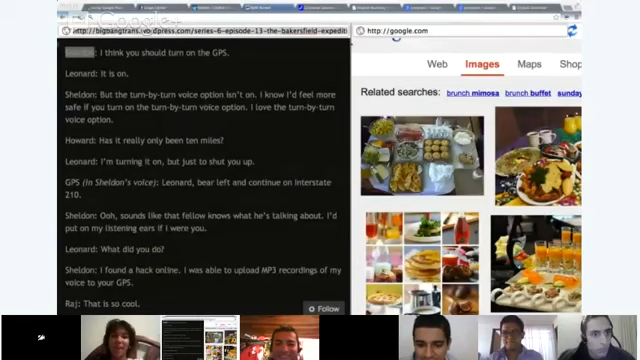 http://bigbangtrans.wordpress.com/series-6-episode-13-the-bakersfield-expedit
http://google.com
: I think you should turn on the GPS.
Leonard: It is on.
Sheldon: But the turn-by-turn voice option isn't on. I know I'd feel more
safe if you turn on the turn-by-turn voice option. I love the turn-by-turn
voice option.
Howard: Has it really only been ten miles?
Leonard: I'm turning it on, but just to shut you up.
GPS (in Sheldon's voice): Leonard, bear left and continue on Interstate
210.
Sheldon: Ooh, sounds like that fellow knows what he's talking about. I'd
put on my listening ears if I were you.
Leonard: What did you do?
Sheldon: I found a hack online. I was able to upload MP3 recordings of my
voice to your GPS.
Raj: That is so cool.
Follow
Web Images Maps Shop
Related searches: brunch mimosa brunch buffet sunday